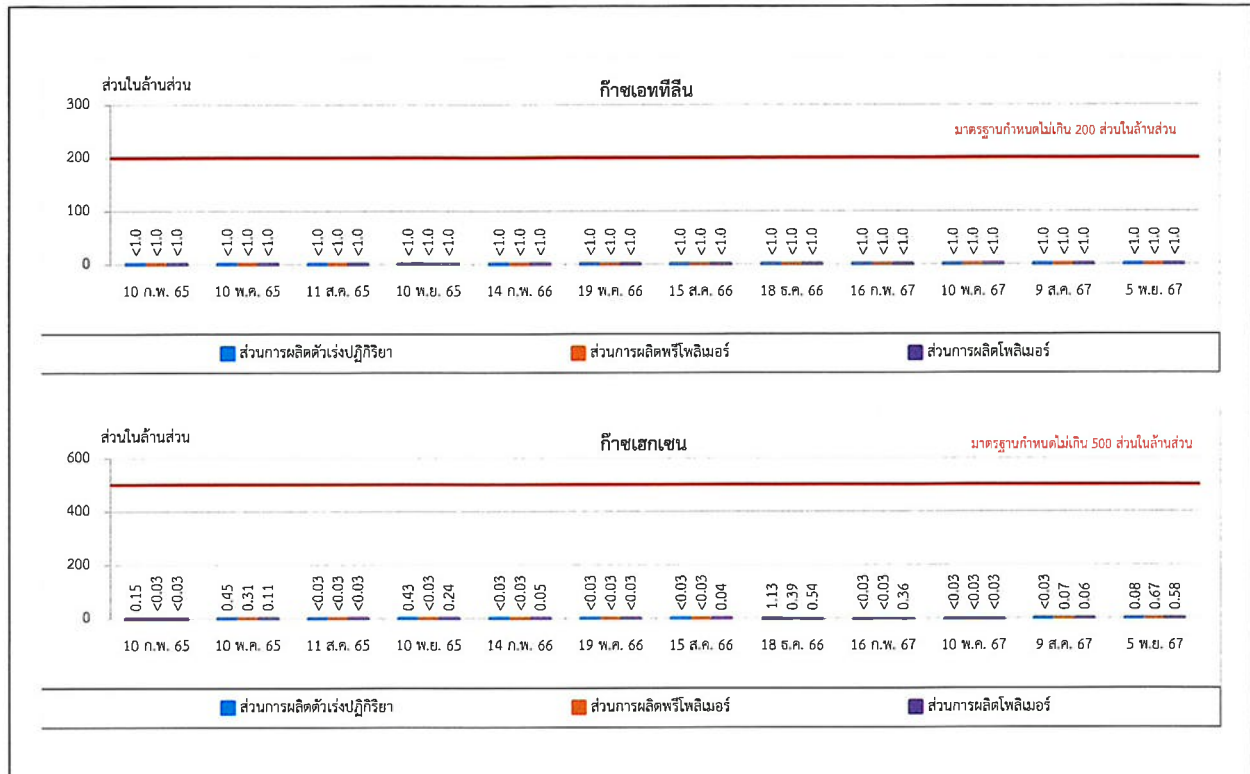 ส่วนในล้านส่วน
ก๊าซเอททีลีน
300
มาตรฐานกำหนดไม่เกิน 200 ส่วนในล้านส่วน
200
100
<1.0 <1.0 <1.0 <1.0 <1.0 <1.0 <1.0 <1.0 <1.0 <1.0 <1.0 <1.0 <1.0 <1.0 <1.0 <1.0 <1.0 <1.0 <1.0 <1.0 <1.0 <1.0 <1.0 <1.0 <1.0 <1.0 <1.0 <1.0 <1.0 <1.0 <1.0 <1.0 <1.0 <1.0 <1.0 <1.0
0
10 ก.พ. 65 10 พ.ค. 65 11 ส.ค. 65 10 พ.ย. 65 14 ก.พ. 66 19 พ.ค. 66 15 ส.ค. 66 18 ธ.ค. 66 16 ก.พ. 67 10 พ.ค. 67 9 ส.ค. 67 5 พ.ย. 67
ส่วนการผลิตตัวเร่งปฏิกิริยา ส่วนการผลิตพรีโพลิเมอร์ ส่วนการผลิตโพลิเมอร์
ส่วนในล้านส่วน
ก๊าซเฮกเซน
มาตรฐานกำหนดไม่เกิน 500 ส่วนในล้านส่วน
600
400
200
0.15 <0.03 <0.03 0.45 0.31 0.11 <0.03 <0.03 <0.03 0.43 <0.03 0.24 <0.03 <0.03 0.05 <0.03 <0.03 <0.03 <0.03 <0.03 0.04 1.13 0.39 0.54 <0.03 <0.03 0.36 <0.03 <0.03 <0.03 <0.03 0.07 0.06 0.08 0.67 0.58
0
10 ก.พ. 65 10 พ.ค. 65 11 ส.ค. 65 10 พ.ย. 65 14 ก.พ. 66 19 พ.ค. 66 15 ส.ค. 66 18 ธ.ค. 66 16 ก.พ. 67 10 พ.ค. 67 9 ส.ค. 67 5 พ.ย. 67
ส่วนการผลิตตัวเร่งปฏิกิริยา ส่วนการผลิตพรีโพลิเมอร์ ส่วนการผลิตโพลิเมอร์